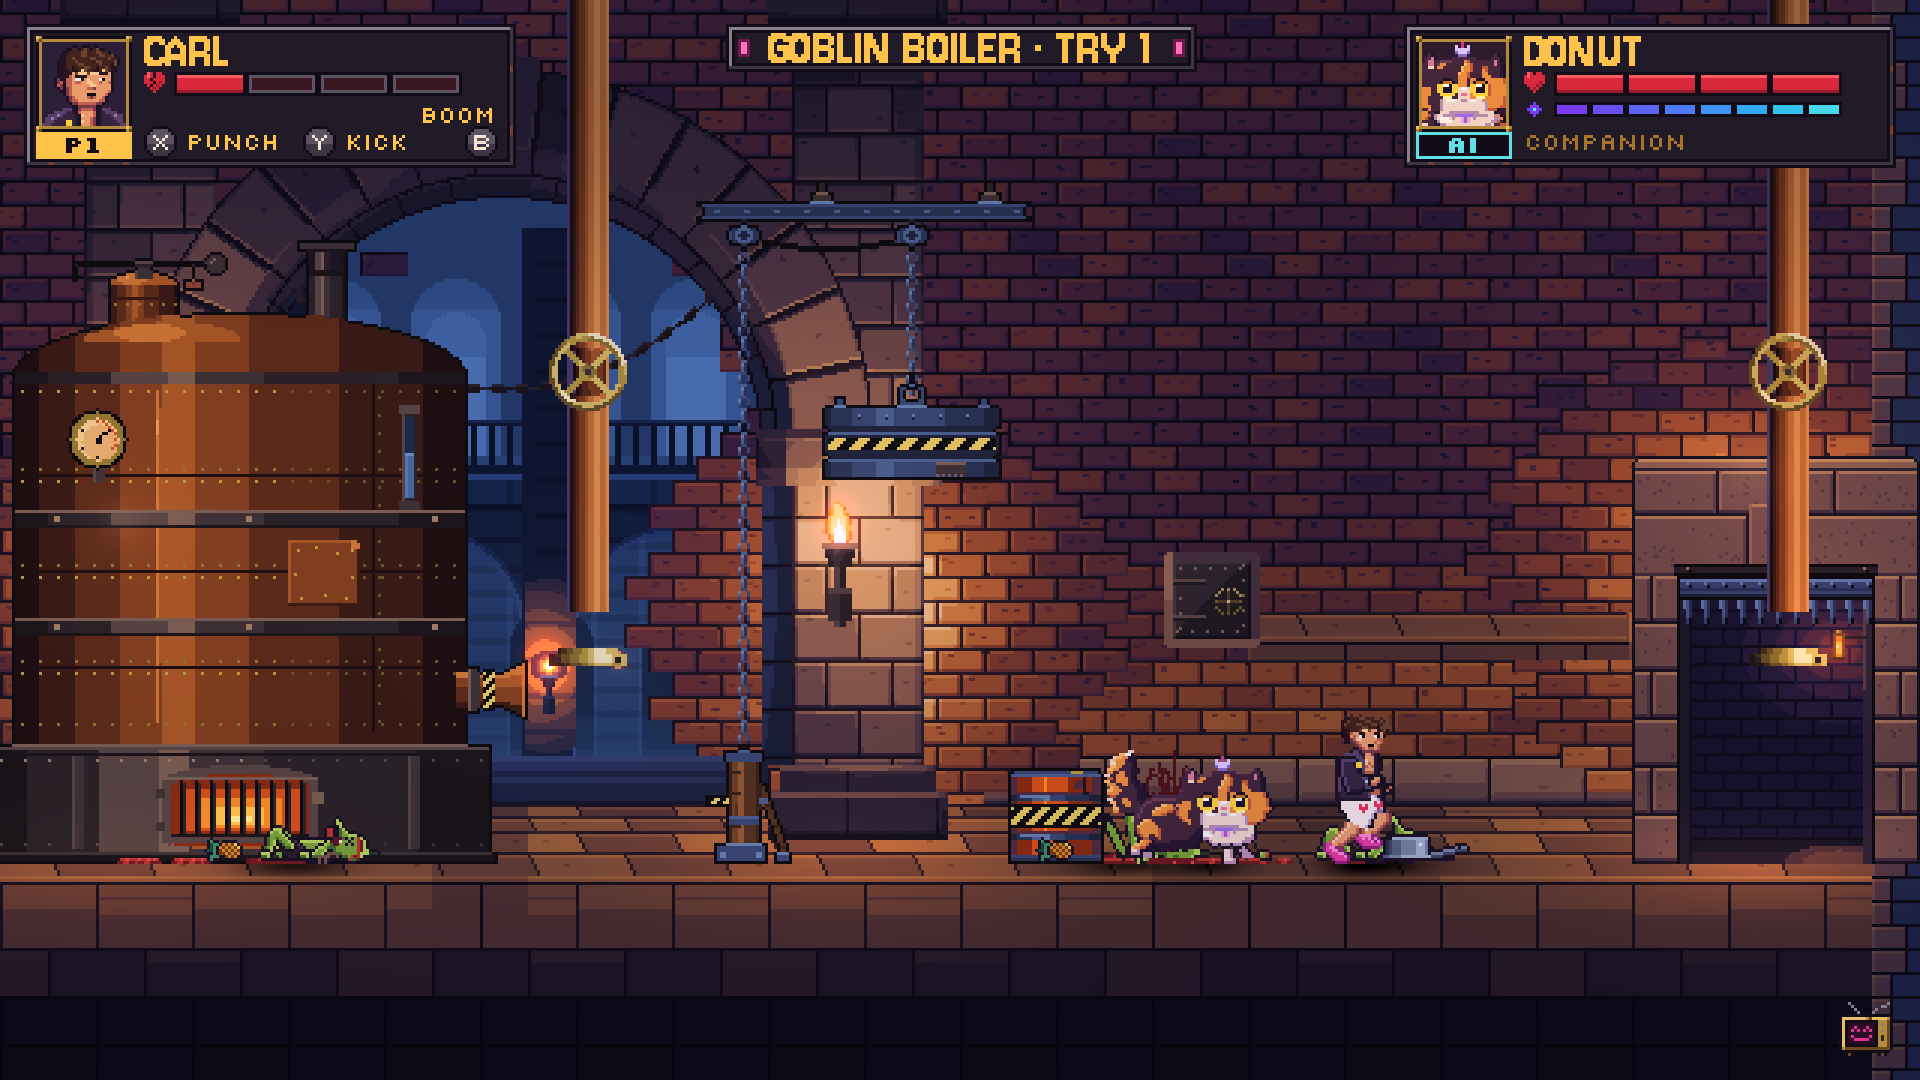 CARL
BOOM
P1
X PUNCH Y KICK B
GOBLIN BOILER · TRY 1
DONUT
AI
COMPANION